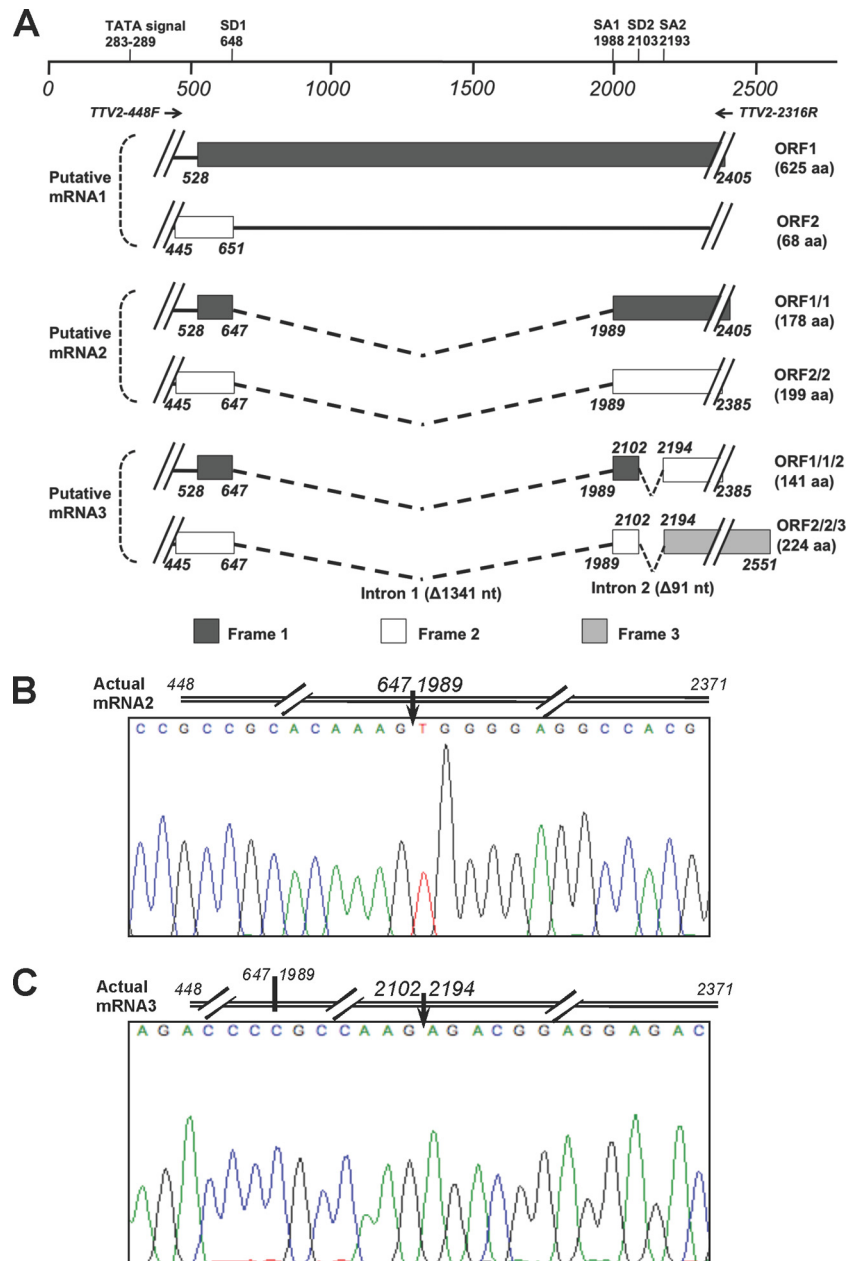 A
TATA signal SD1 SA1 SD2 SA2
283-289 648 1988 2103 2193
0 500 1000 1500 2000 2500
TTV2-448F TTV2-2316R
Putative
mRNA1
528 2405
ORF1
(625 aa)
445 651
ORF2
(68 aa)
Putative
mRNA2
528 647 1989 2405
ORF1/1
(178 aa)
445 647 1989 2385
ORF2/2
(199 aa)
Putative
mRNA3
528 647 1989 2102 2194 2385
ORF1/1/2
(141 aa)
445 647 1989 2102 2194 2551
ORF2/2/3
(224 aa)
Intron 1 (Δ1341 nt) Intron 2 (Δ91 nt)
Frame 1 Frame 2 Frame 3
B
Actual
mRNA2
448 647 1989 2371
C C G C C G C A C A A A G T G G G G A G G C C A C G
C
Actual
mRNA3
448 647 1989 2102 2194 2371
A G A C C C C G C C A A G A G A C G G A G G A G A C